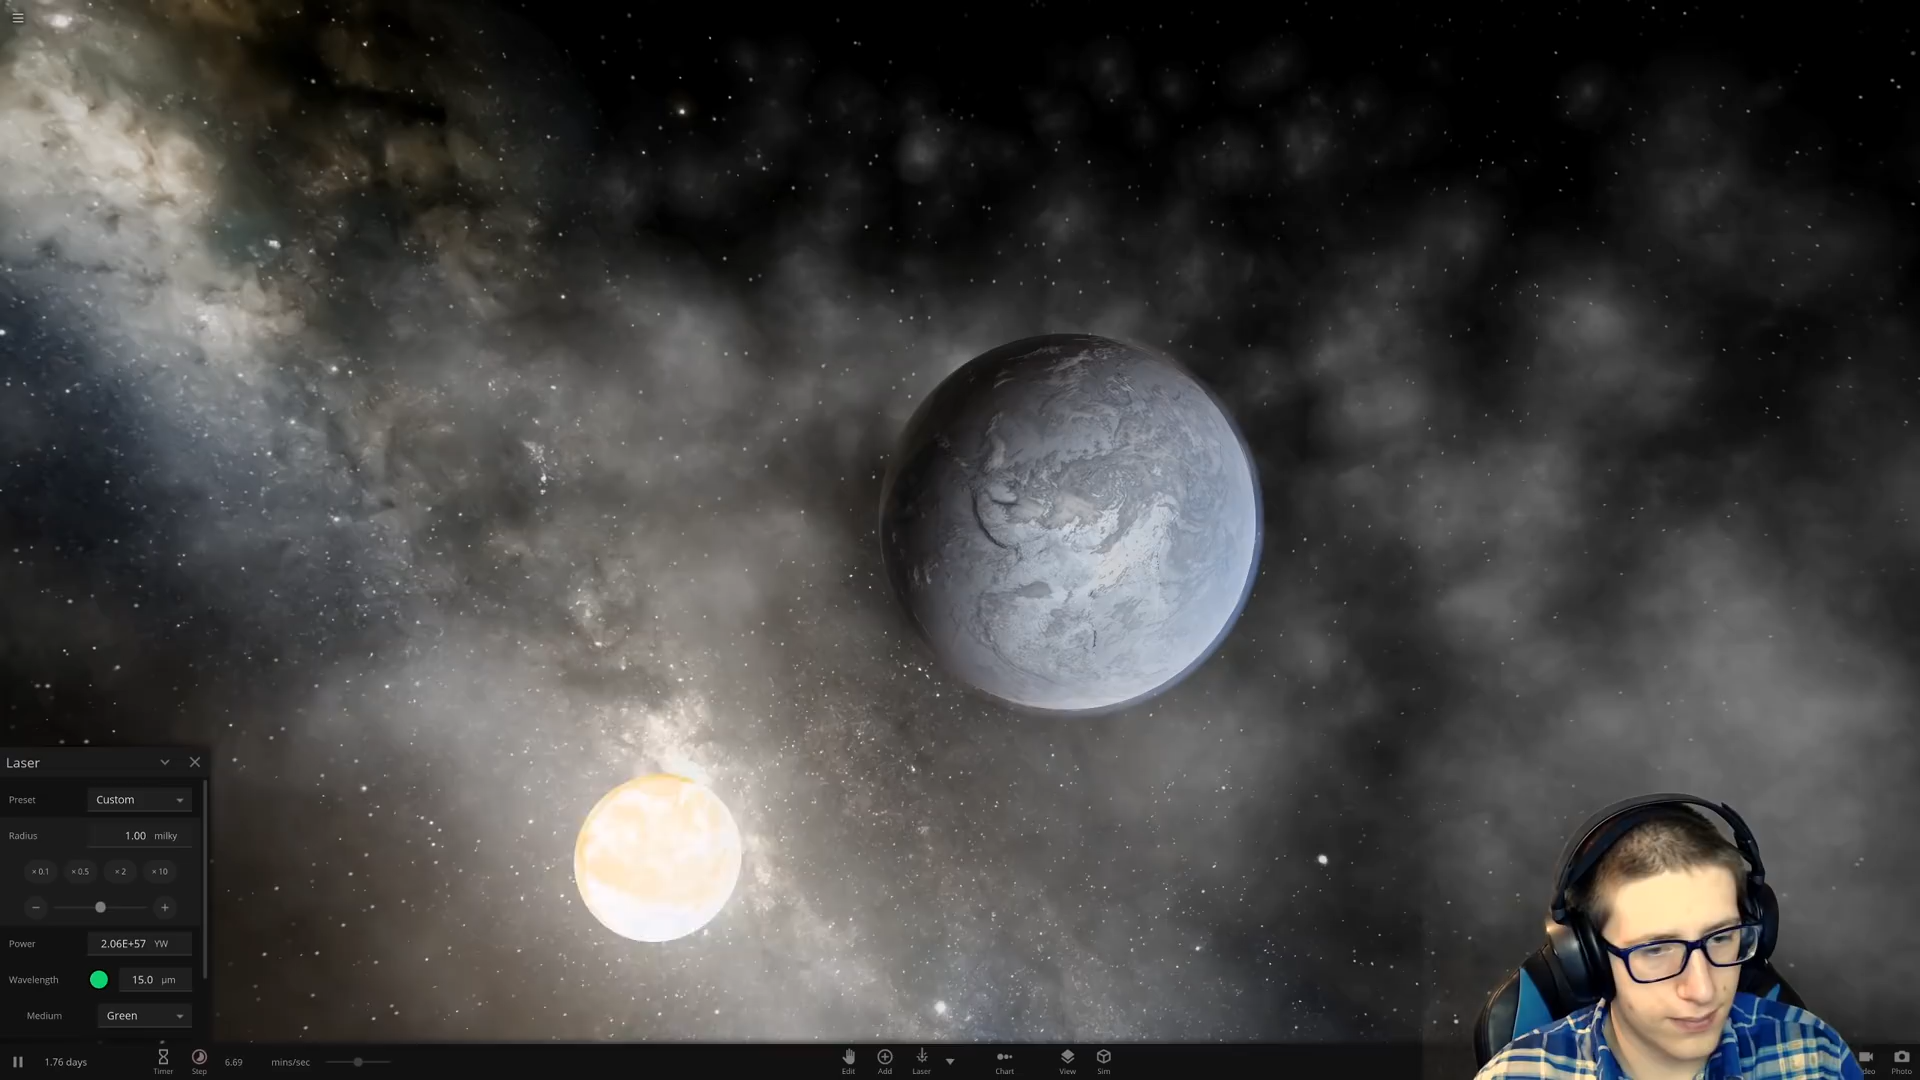 Laser
Preset Custom
Radius 1.00 milky
× 0.1 × 0.5 × 2 × 10
Power 2.06E+57 YW
Wavelength 15.0 µm
Medium Green
1.76 days
Timer
Step
6.69 mins/sec
Edit
Add
Laser
Chart
View
Sim
Photo